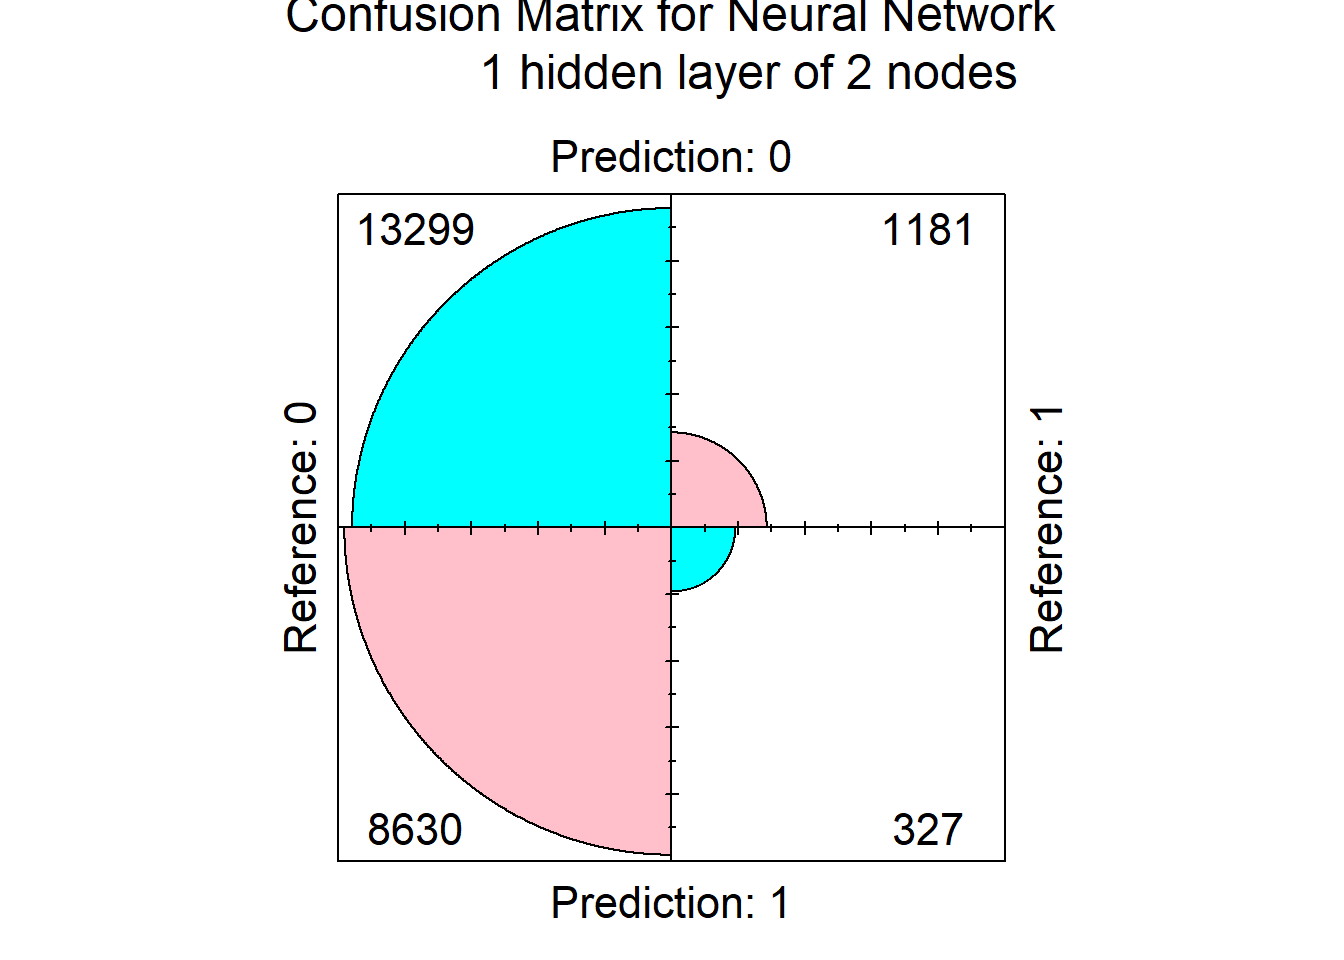 Confusion Matrix for Neural Network
1 hidden layer of 2 nodes
Prediction: 0
13299
1181
Reference: 0
Reference: 1
8630
327
Prediction: 1